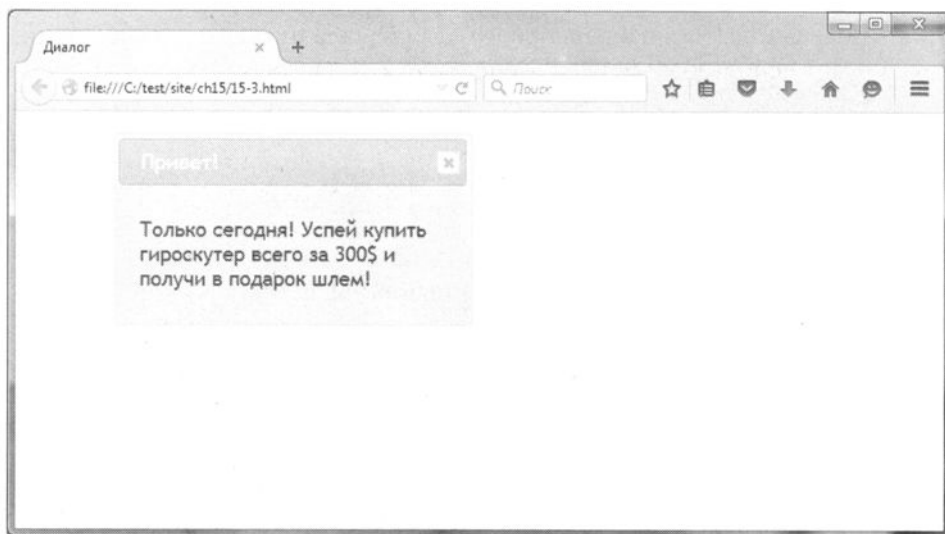 Диалог
file:///C:/test/site/ch15/15-3.html
Поиск
Привет!
Только сегодня! Успей купить
гироскутер всего за 300$ и
получи в подарок шлем!